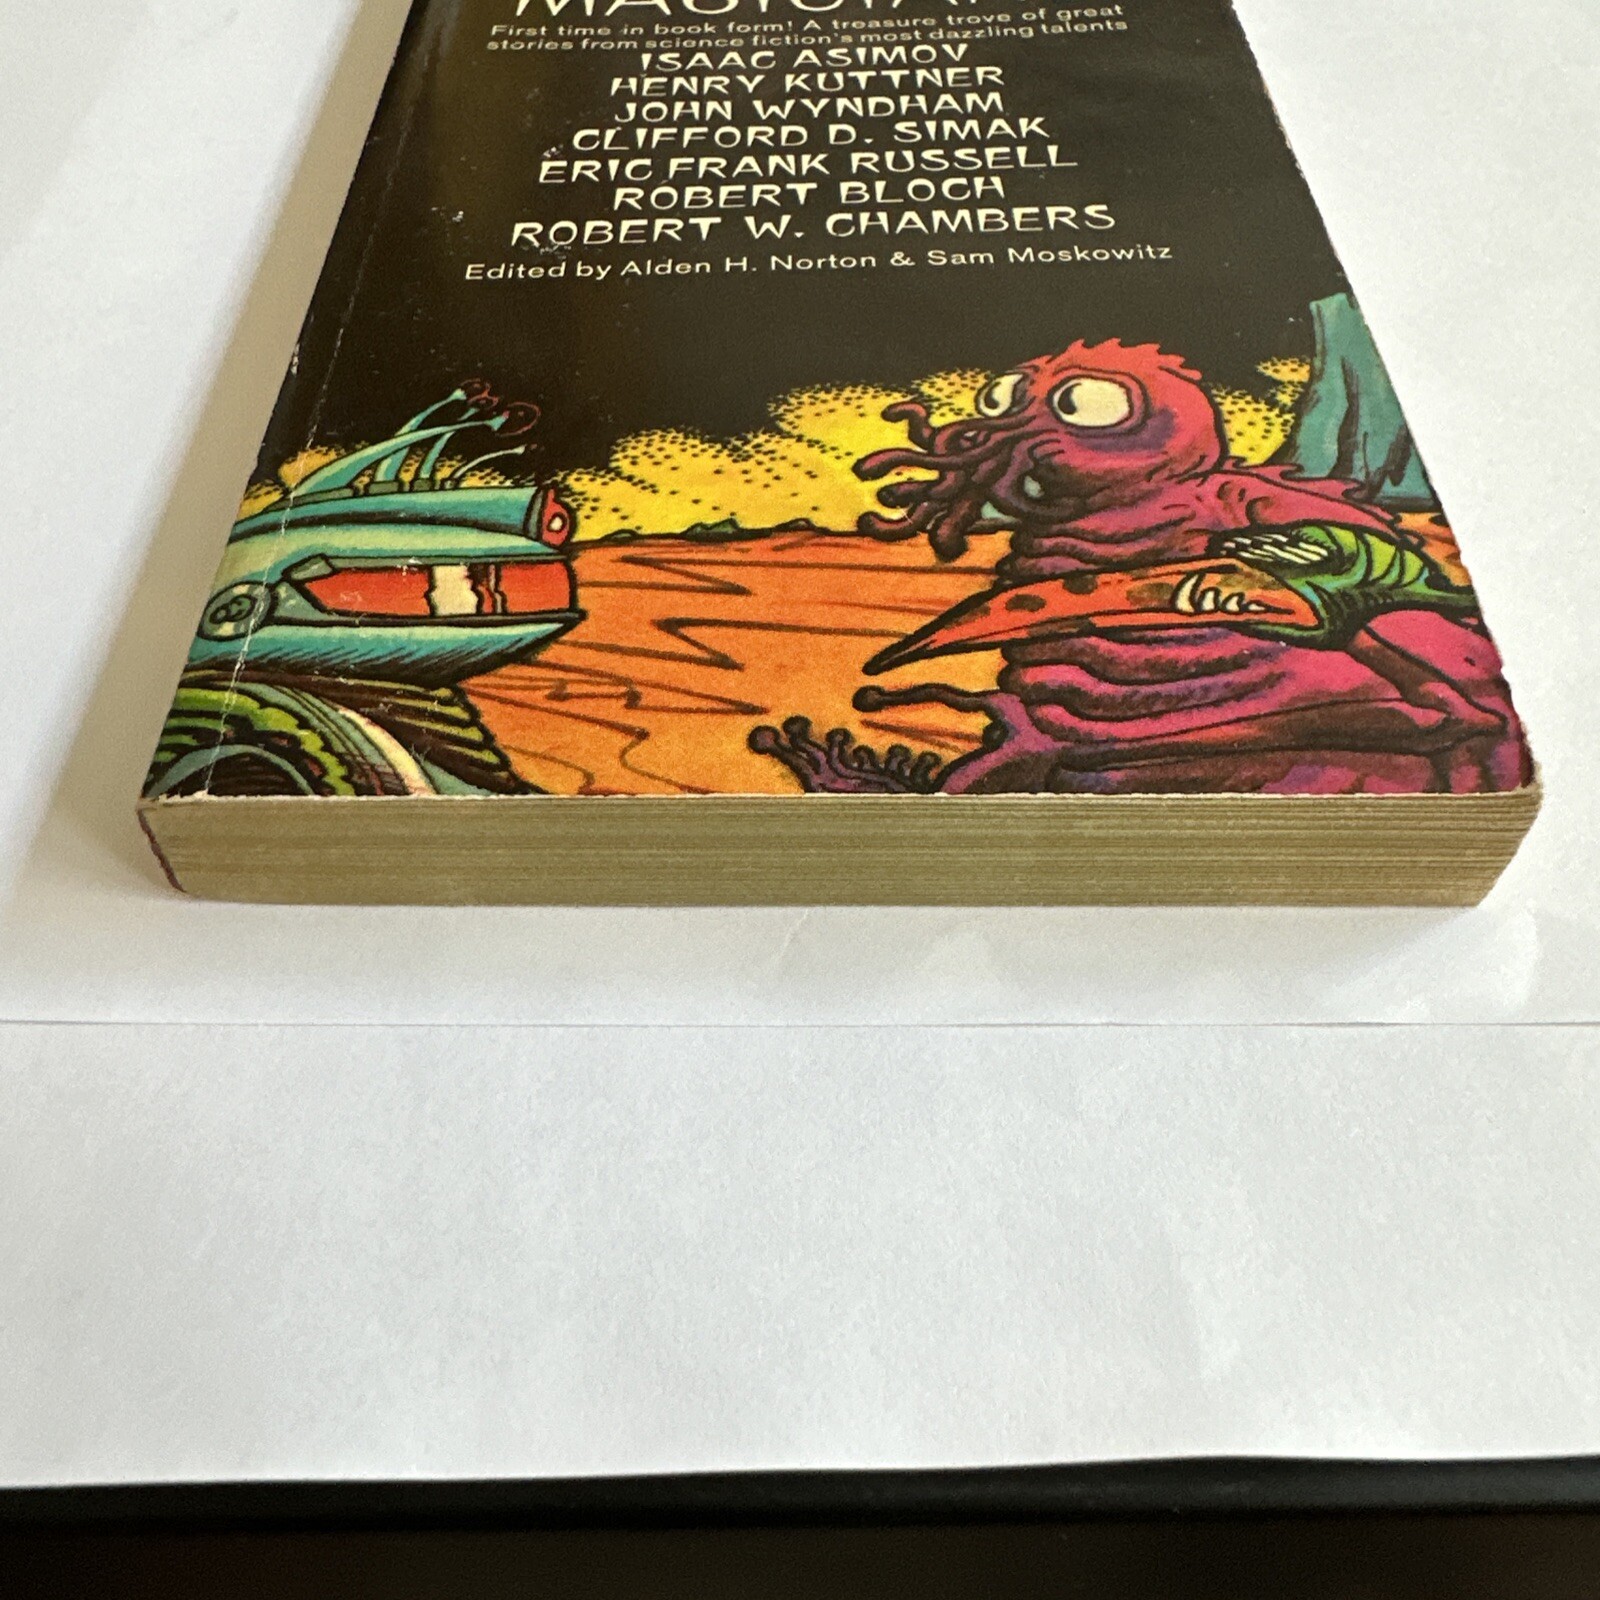 First time in book form! A treasure trove of great
stories from science fiction's most dazzling talents
ISAAC ASIMOV
HENRY KUTTNER
JOHN WYNDHAM
CLIFFORD D. SIMAK
ERIC FRANK RUSSELL
ROBERT BLOCH
ROBERT W. CHAMBERS
Edited by Alden H. Norton & Sam Moskowitz